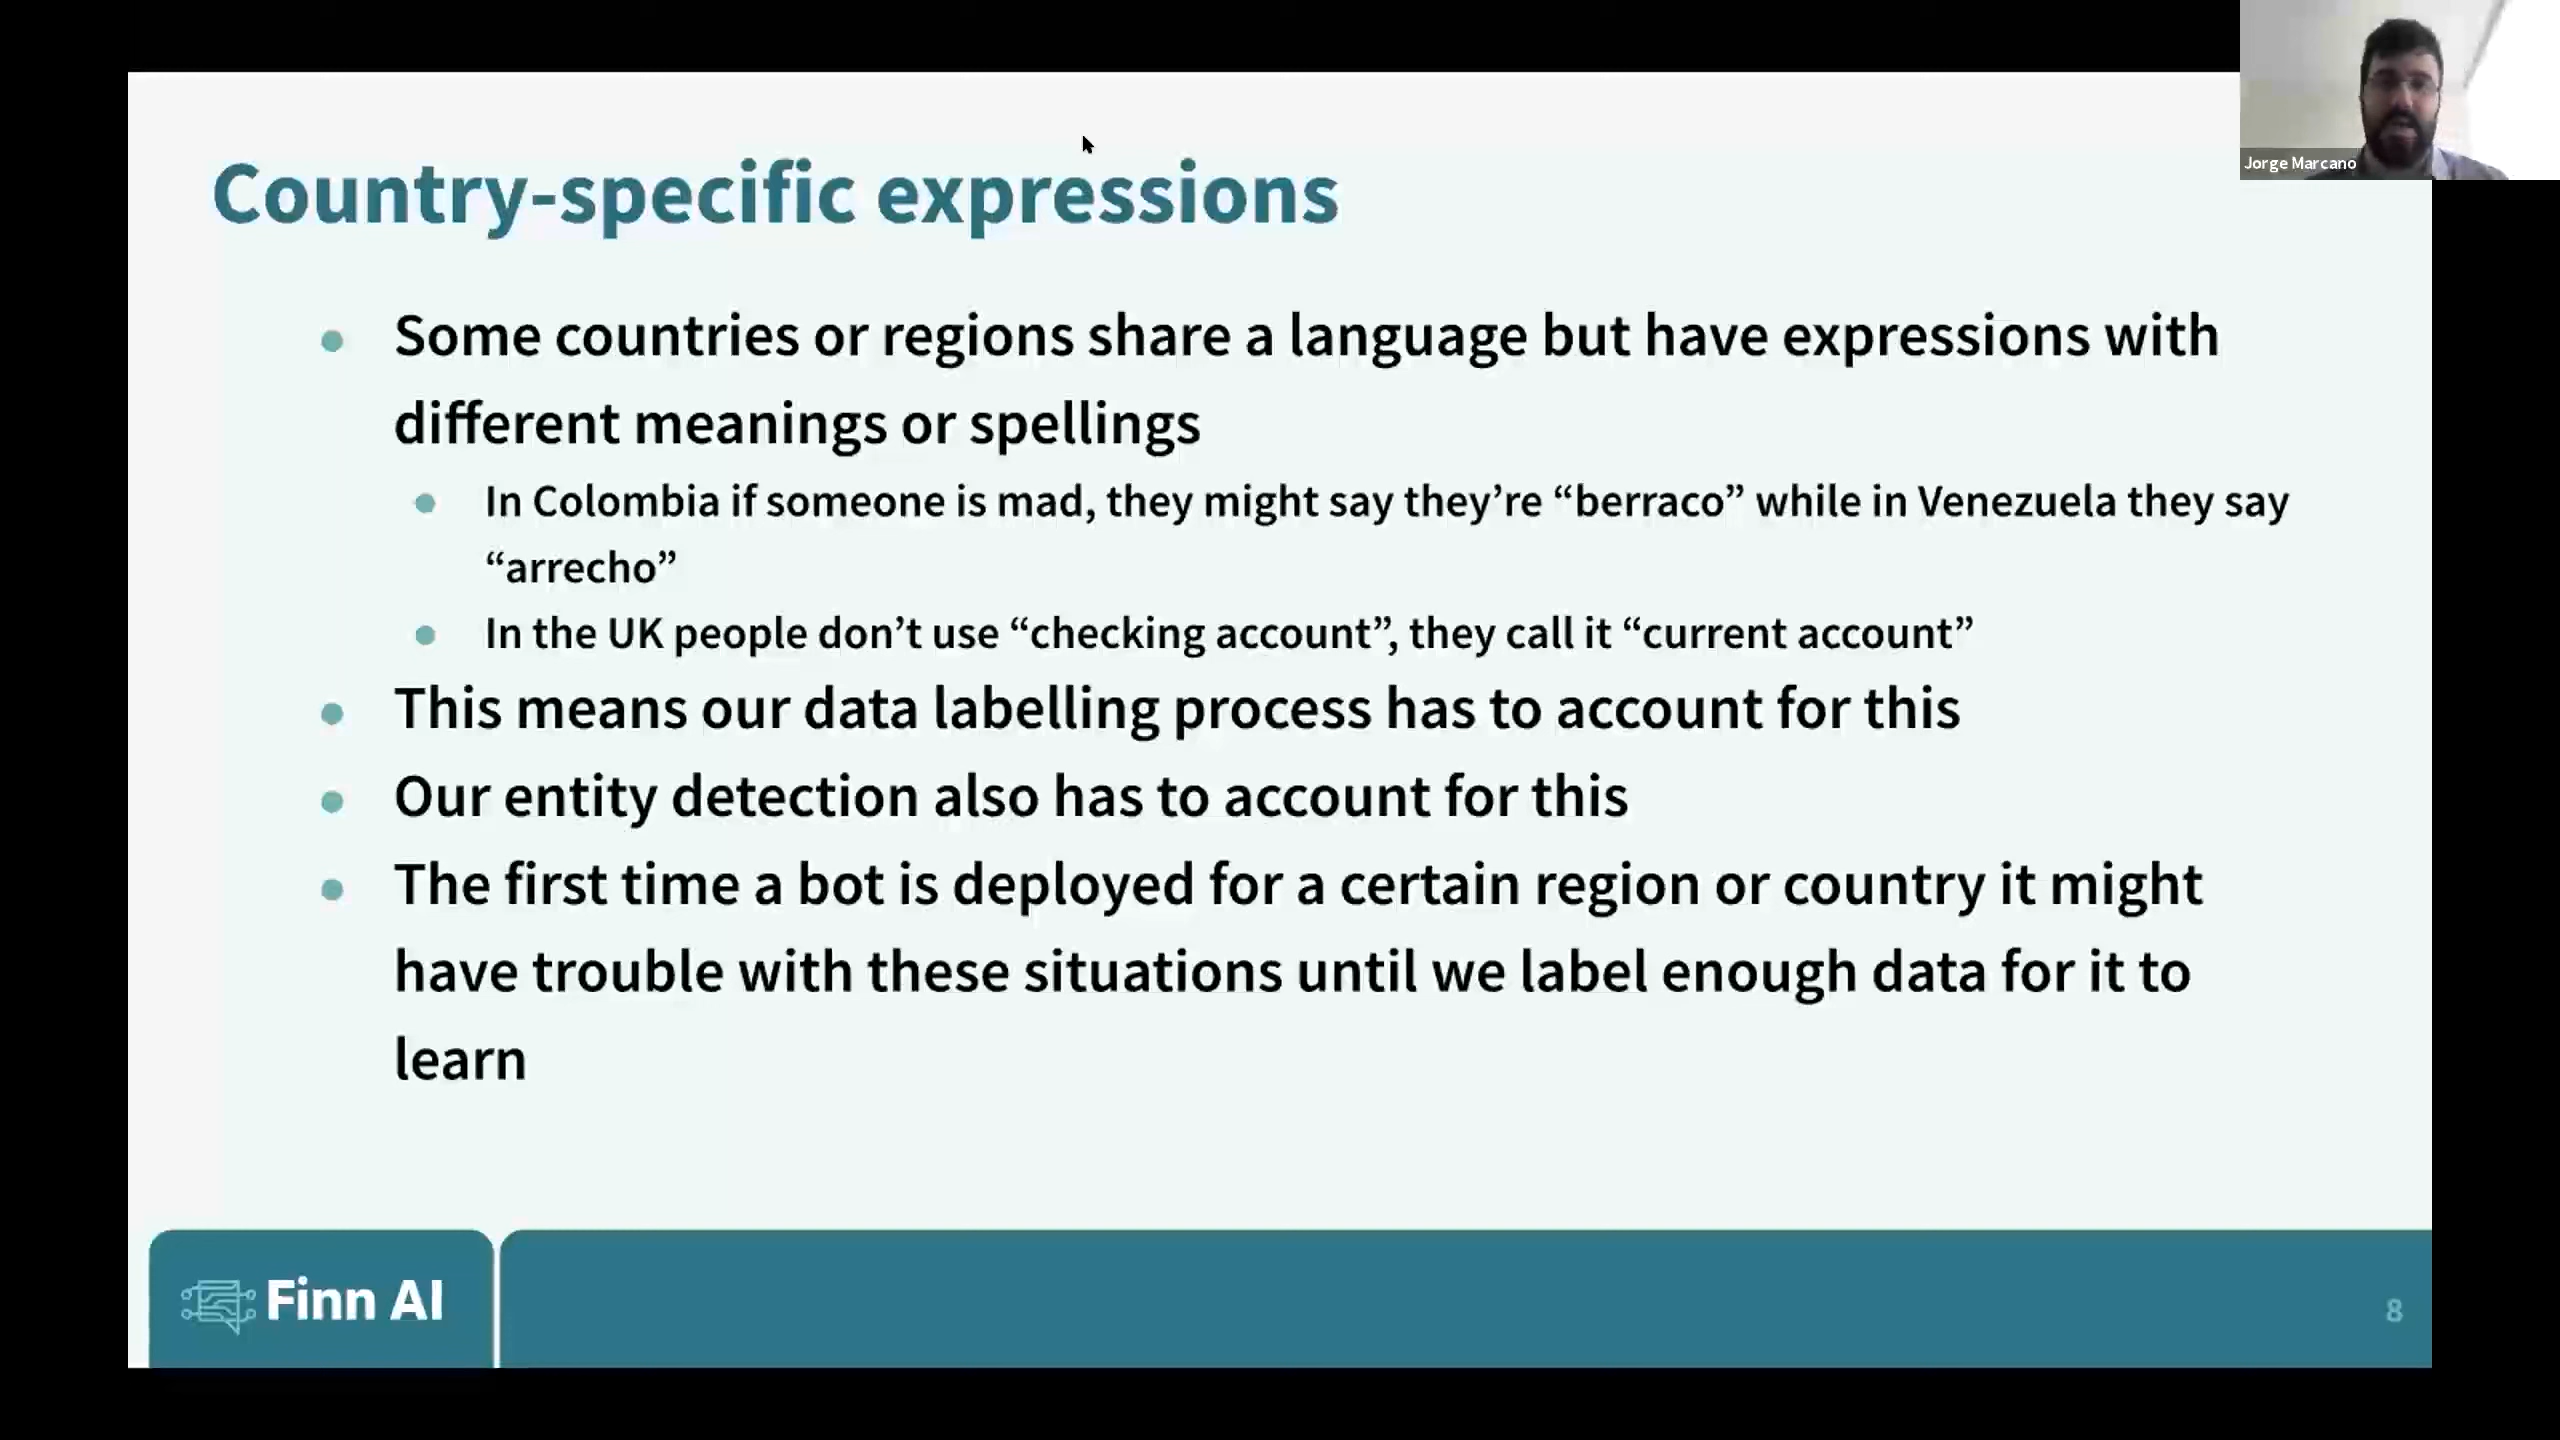 Jorge Marcano
Country-specific expressions
Some countries or regions share a language but have expressions with
different meanings or spellings
In Colombia if someone is mad, they might say they’re “berraco” while in Venezuela they say
“arrecho”
In the UK people don’t use “checking account”, they call it “current account”
This means our data labelling process has to account for this
Our entity detection also has to account for this
The first time a bot is deployed for a certain region or country it might
have trouble with these situations until we label enough data for it to
learn
Finn AI
8